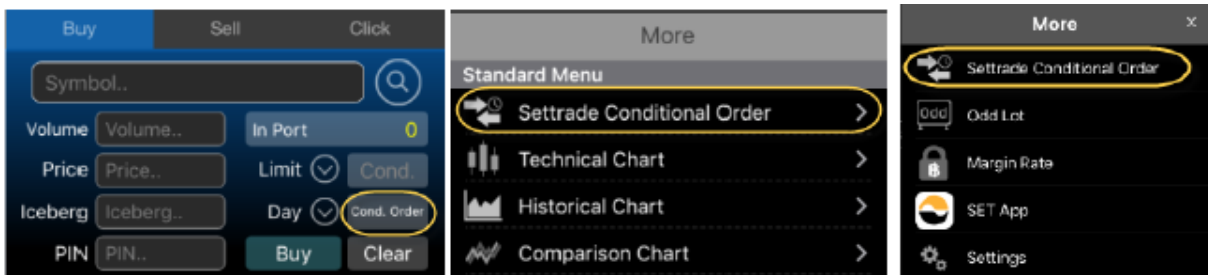 Buy Sell Click
Symbol..
Volume Volume.. In Port 0
Price Price.. Limit Cond.
Iceberg Iceberg.. Day Cond. Order
PIN PIN.. Buy Clear
More
Standard Menu
Settrade Conditional Order
Technical Chart
Historical Chart
Comparison Chart
More x
Settrade Conditional Order
Odd Odd Lot
Margin Rate
SET App
Settings